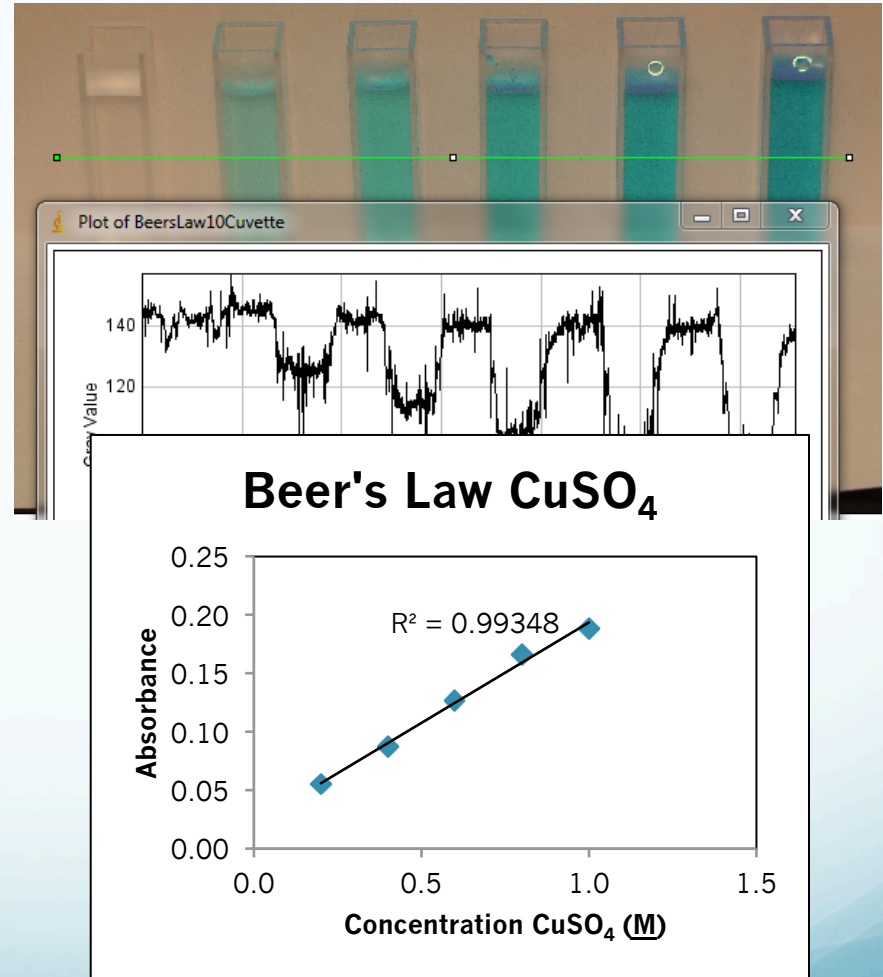 Plot of BeersLaw10Cuvette
140
120
Gray Value
Beer's Law CuSO₄
0.25
0.20
0.15
0.10
0.05
0.00
R² = 0.99348
Absorbance
0.0 0.5 1.0 1.5
Concentration CuSO₄ (M)